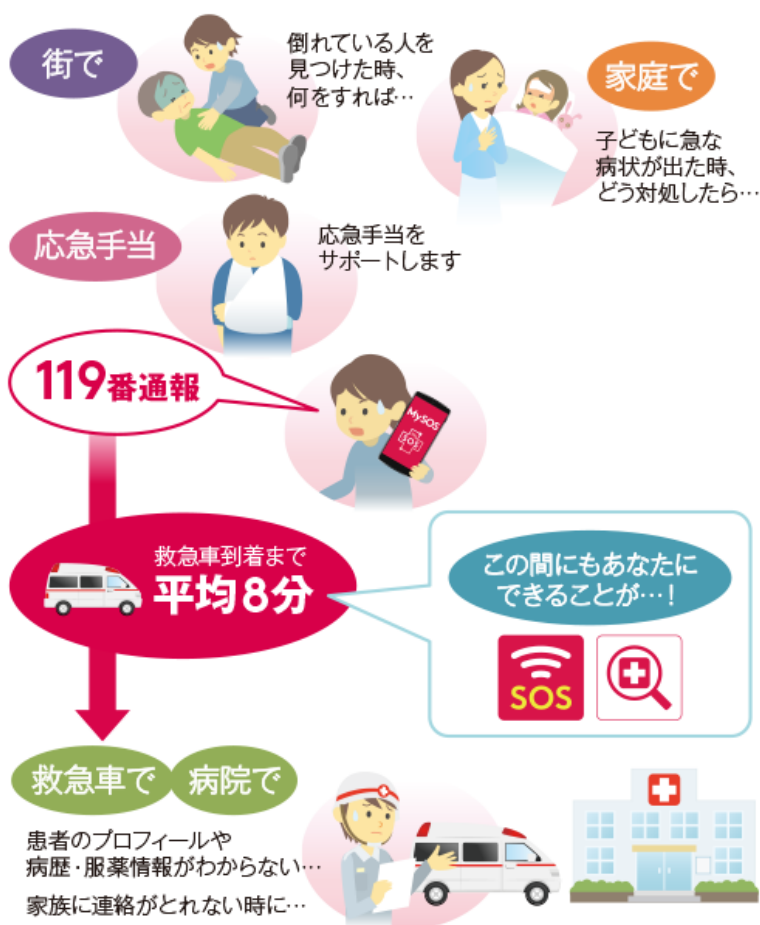 街で
倒れている人を
見つけた時、
何をすれば…
家庭で
子どもに急な
病状が出た時、
どう対処したら…
応急手当
応急手当を
サポートします
119番通報
MySOS
SOS
救急車到着まで
平均8分
この間にもあなたに
できることが…!
SOS
救急車で
病院で
患者のプロフィールや
病歴・服薬情報がわからない…
家族に連絡がとれない時に…